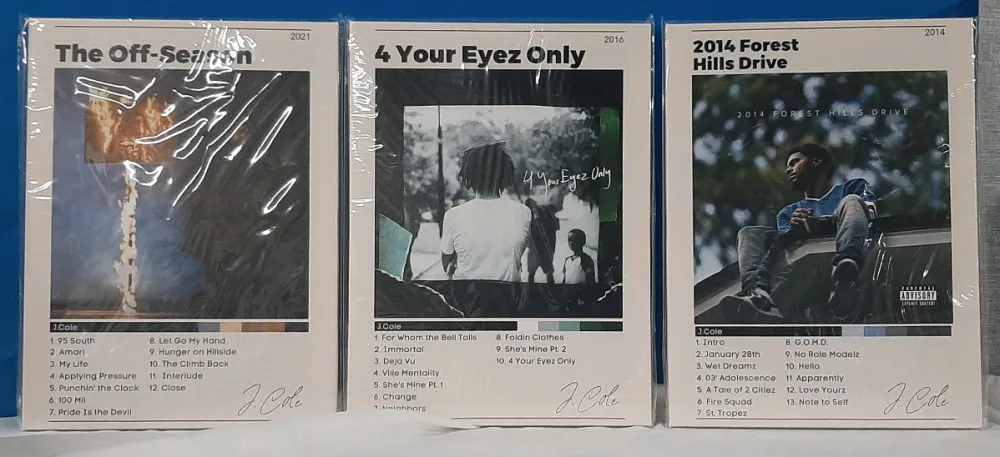 2021
The Off-Season
J.Cole
1. 95 South
2. Amari
3. My Life
4. Applying Pressure
5. Punchin' the Clock
6. 100 Mil
7. Pride Is the Devil
8. Let Go My Hand
9. Hunger on Hillside
10. The Climb Back
11. Interlude
12. Close
J. Cole
2016
4 Your Eyez Only
4 Your Eyez Only
J.Cole
1. For Whom the Bell Tolls
2. Immortal
3. Deja Vu
4. Ville Mentality
5. She's Mine Pt. 1
6. Change
7. Neighbors
8. Foldin Clothes
9. She's Mine Pt. 2
10. 4 Your Eyez Only
J. Cole
2014
2014 Forest
Hills Drive
2014 FOREST HILLS DRIVE
PARENTAL
ADVISORY
EXPLICIT CONTENT
J.Cole
1. Intro
2. January 28th
3. Wet Dreamz
4. 03' Adolescence
5. A Tale of 2 Citiez
6. Fire Squad
7. St. Tropez
8. G.O.M.D.
9. No Role Modelz
10. Hello
11. Apparently
12. Love Yourz
13. Note to Self
J. Cole